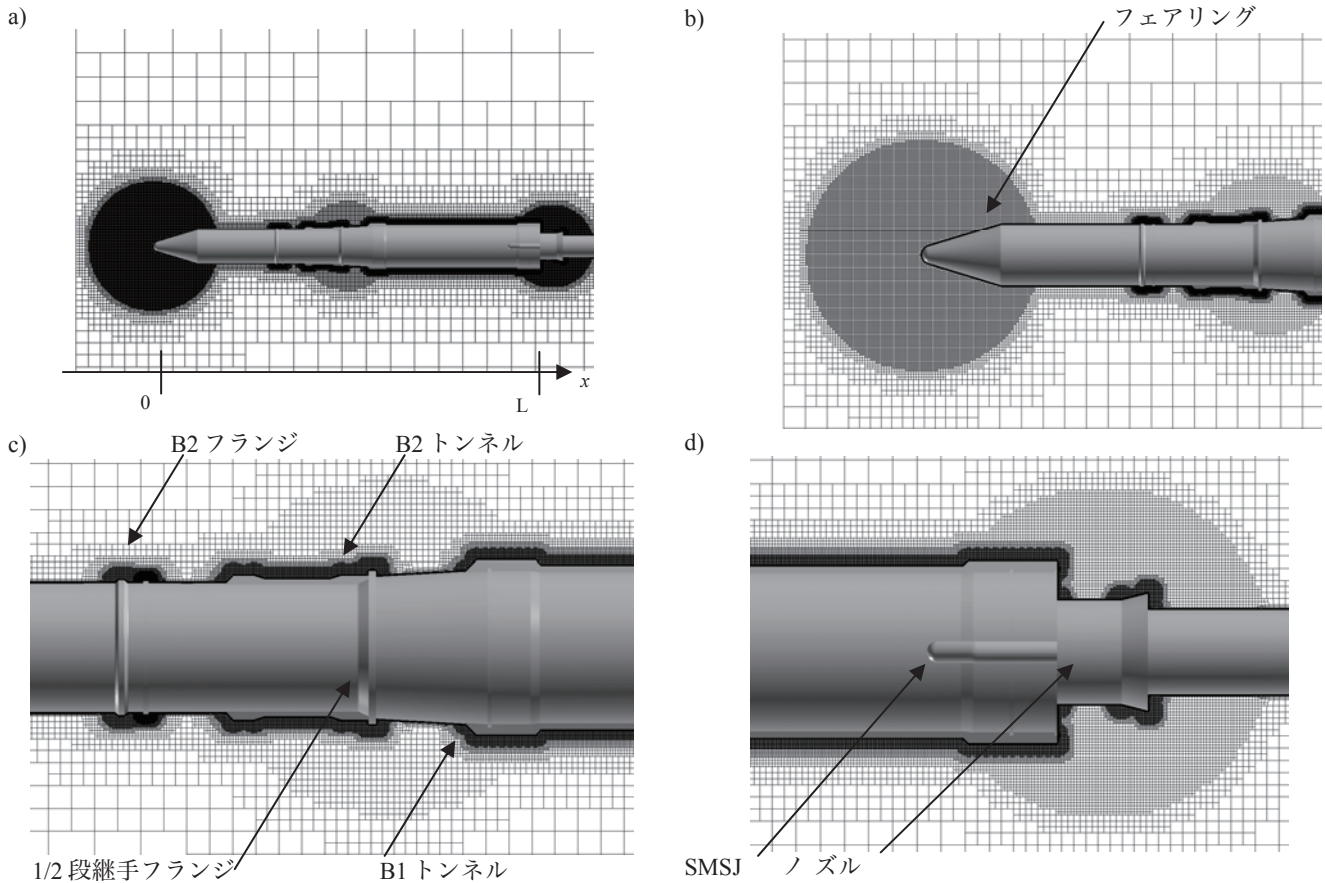 a)
b)
フェアリング
x
0
L
c)
B2 フランジ
B2 トンネル
d)
1/2 段継手フランジ
B1 トンネル
SMSJ
ノ ズル